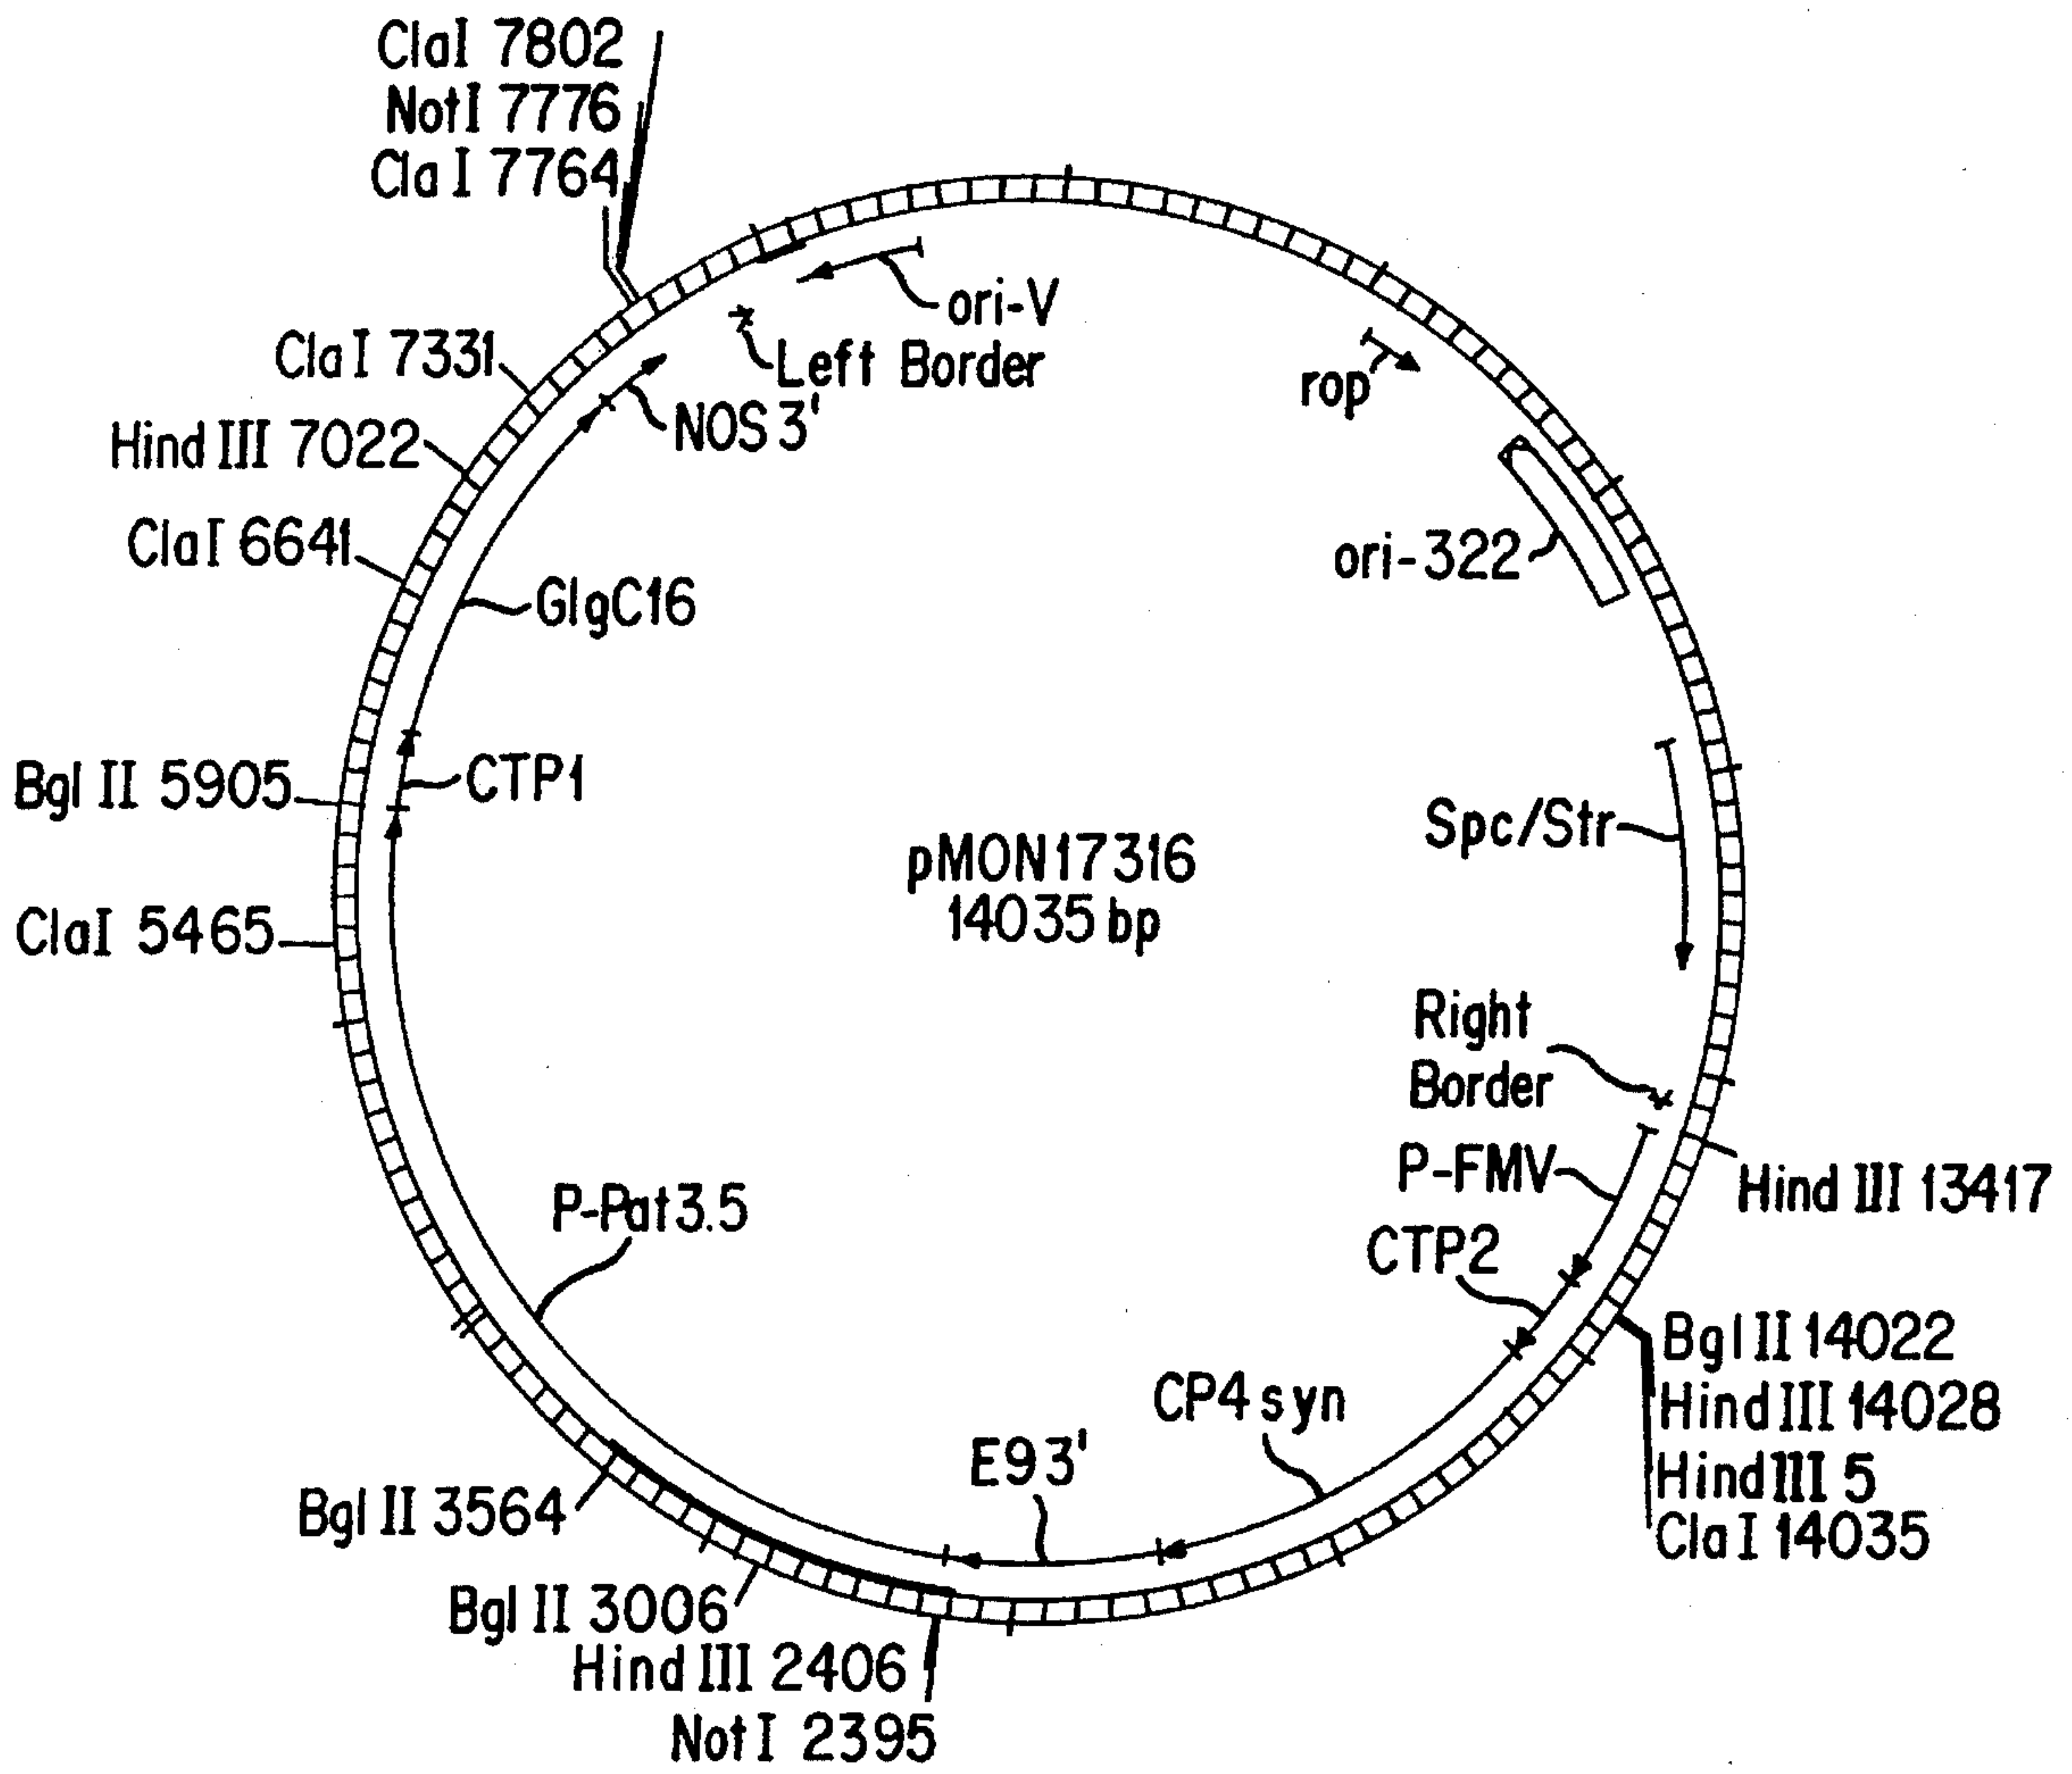 ClaI 7802
NotI 7776
ClaI 7764
ori-V
Left Border
ClaI 7331
rop
NOS 3'
Hind III 7022
ClaI 6641
ori-322
GlgC16
Bgl II 5905
CTP1
Spc/Str
pMON17316
14035 bp
ClaI 5465
Right
Border
P-FMV
Hind III 13417
P-Pat3.5
CTP2
Bgl II 14022
Hind III 14028
Hind III 5
Cla I 14035
CP4 syn
E9 3'
Bgl II 3564
Bgl II 3006
Hind III 2406
Not I 2395